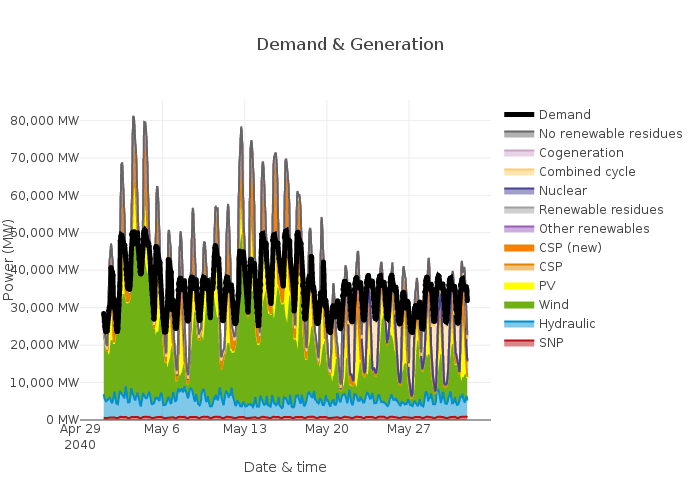 Demand & Generation
80,000 MW
70,000 MW
60,000 MW
50,000 MW
40,000 MW
30,000 MW
20,000 MW
10,000 MW
0 MW
Power (MW)
Apr 29
2040
May 6
May 13
May 20
May 27
Date & time
Demand
No renewable residues
Cogeneration
Combined cycle
Nuclear
Renewable residues
Other renewables
CSP (new)
CSP
PV
Wind
Hydraulic
SNP